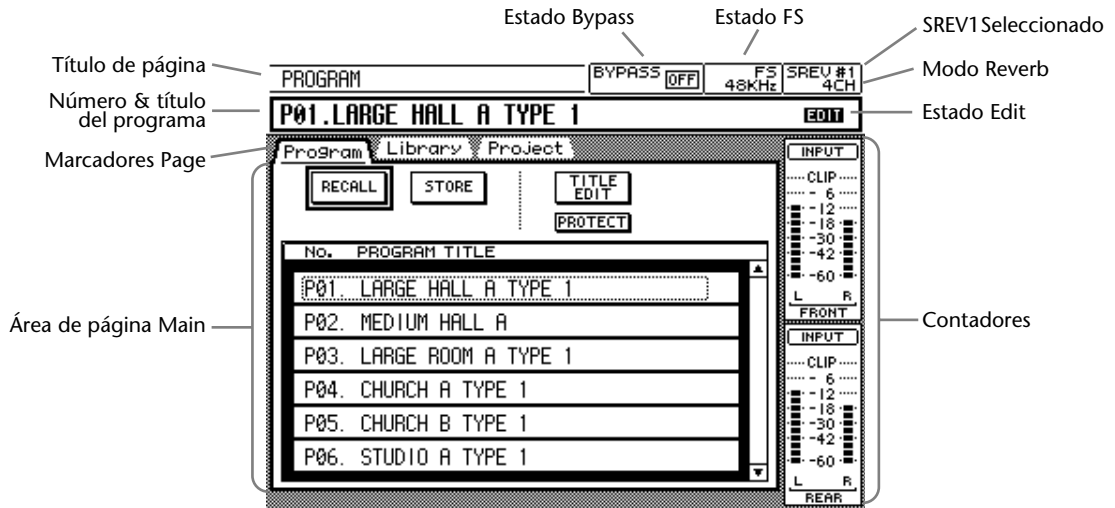 Estado Bypass
Estado FS
SREV1Seleccionado
Título de página
PROGRAM
BYPASS OFF
FS
48KHz
SREV #1
4CH
Modo Reverb
Número & título
del programa
P01.LARGE HALL A TYPE 1
EDIT
Estado Edit
Marcadores Page
Program
Library
Project
RECALL
STORE
TITLE
EDIT
PROTECT
No. PROGRAM TITLE
P01. LARGE HALL A TYPE 1
P02. MEDIUM HALL A
P03. LARGE ROOM A TYPE 1
P04. CHURCH A TYPE 1
P05. CHURCH B TYPE 1
P06. STUDIO A TYPE 1
Área de página Main
INPUT
CLIP
- 6
-12
-18
-30
-42
-60
L R
FRONT
INPUT
CLIP
- 6
-12
-18
-30
-42
-60
L R
REAR
Contadores